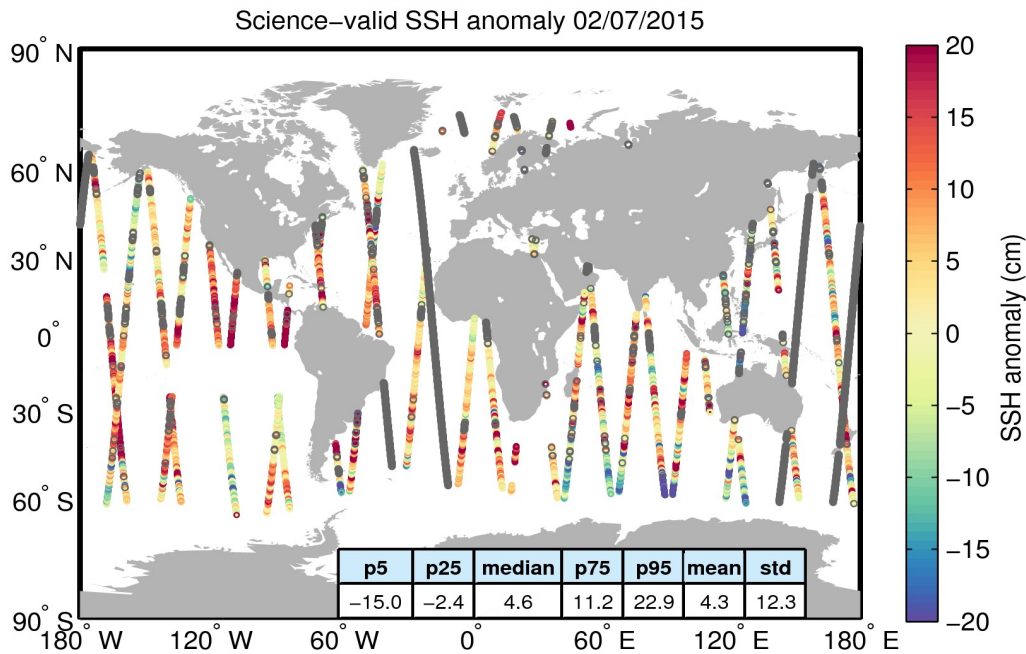 Science−valid SSH anomaly 02/07/2015
90° N
60° N
30° N
0°
30° S
60° S
90° S
180° W
120° W
60° W
0°
60° E
120° E
180° E
p5 p25 median p75 p95 mean std
−15.0 −2.4 4.6 11.2 22.9 4.3 12.3
20
15
10
5
0
−5
−10
−15
−20
SSH anomaly (cm)